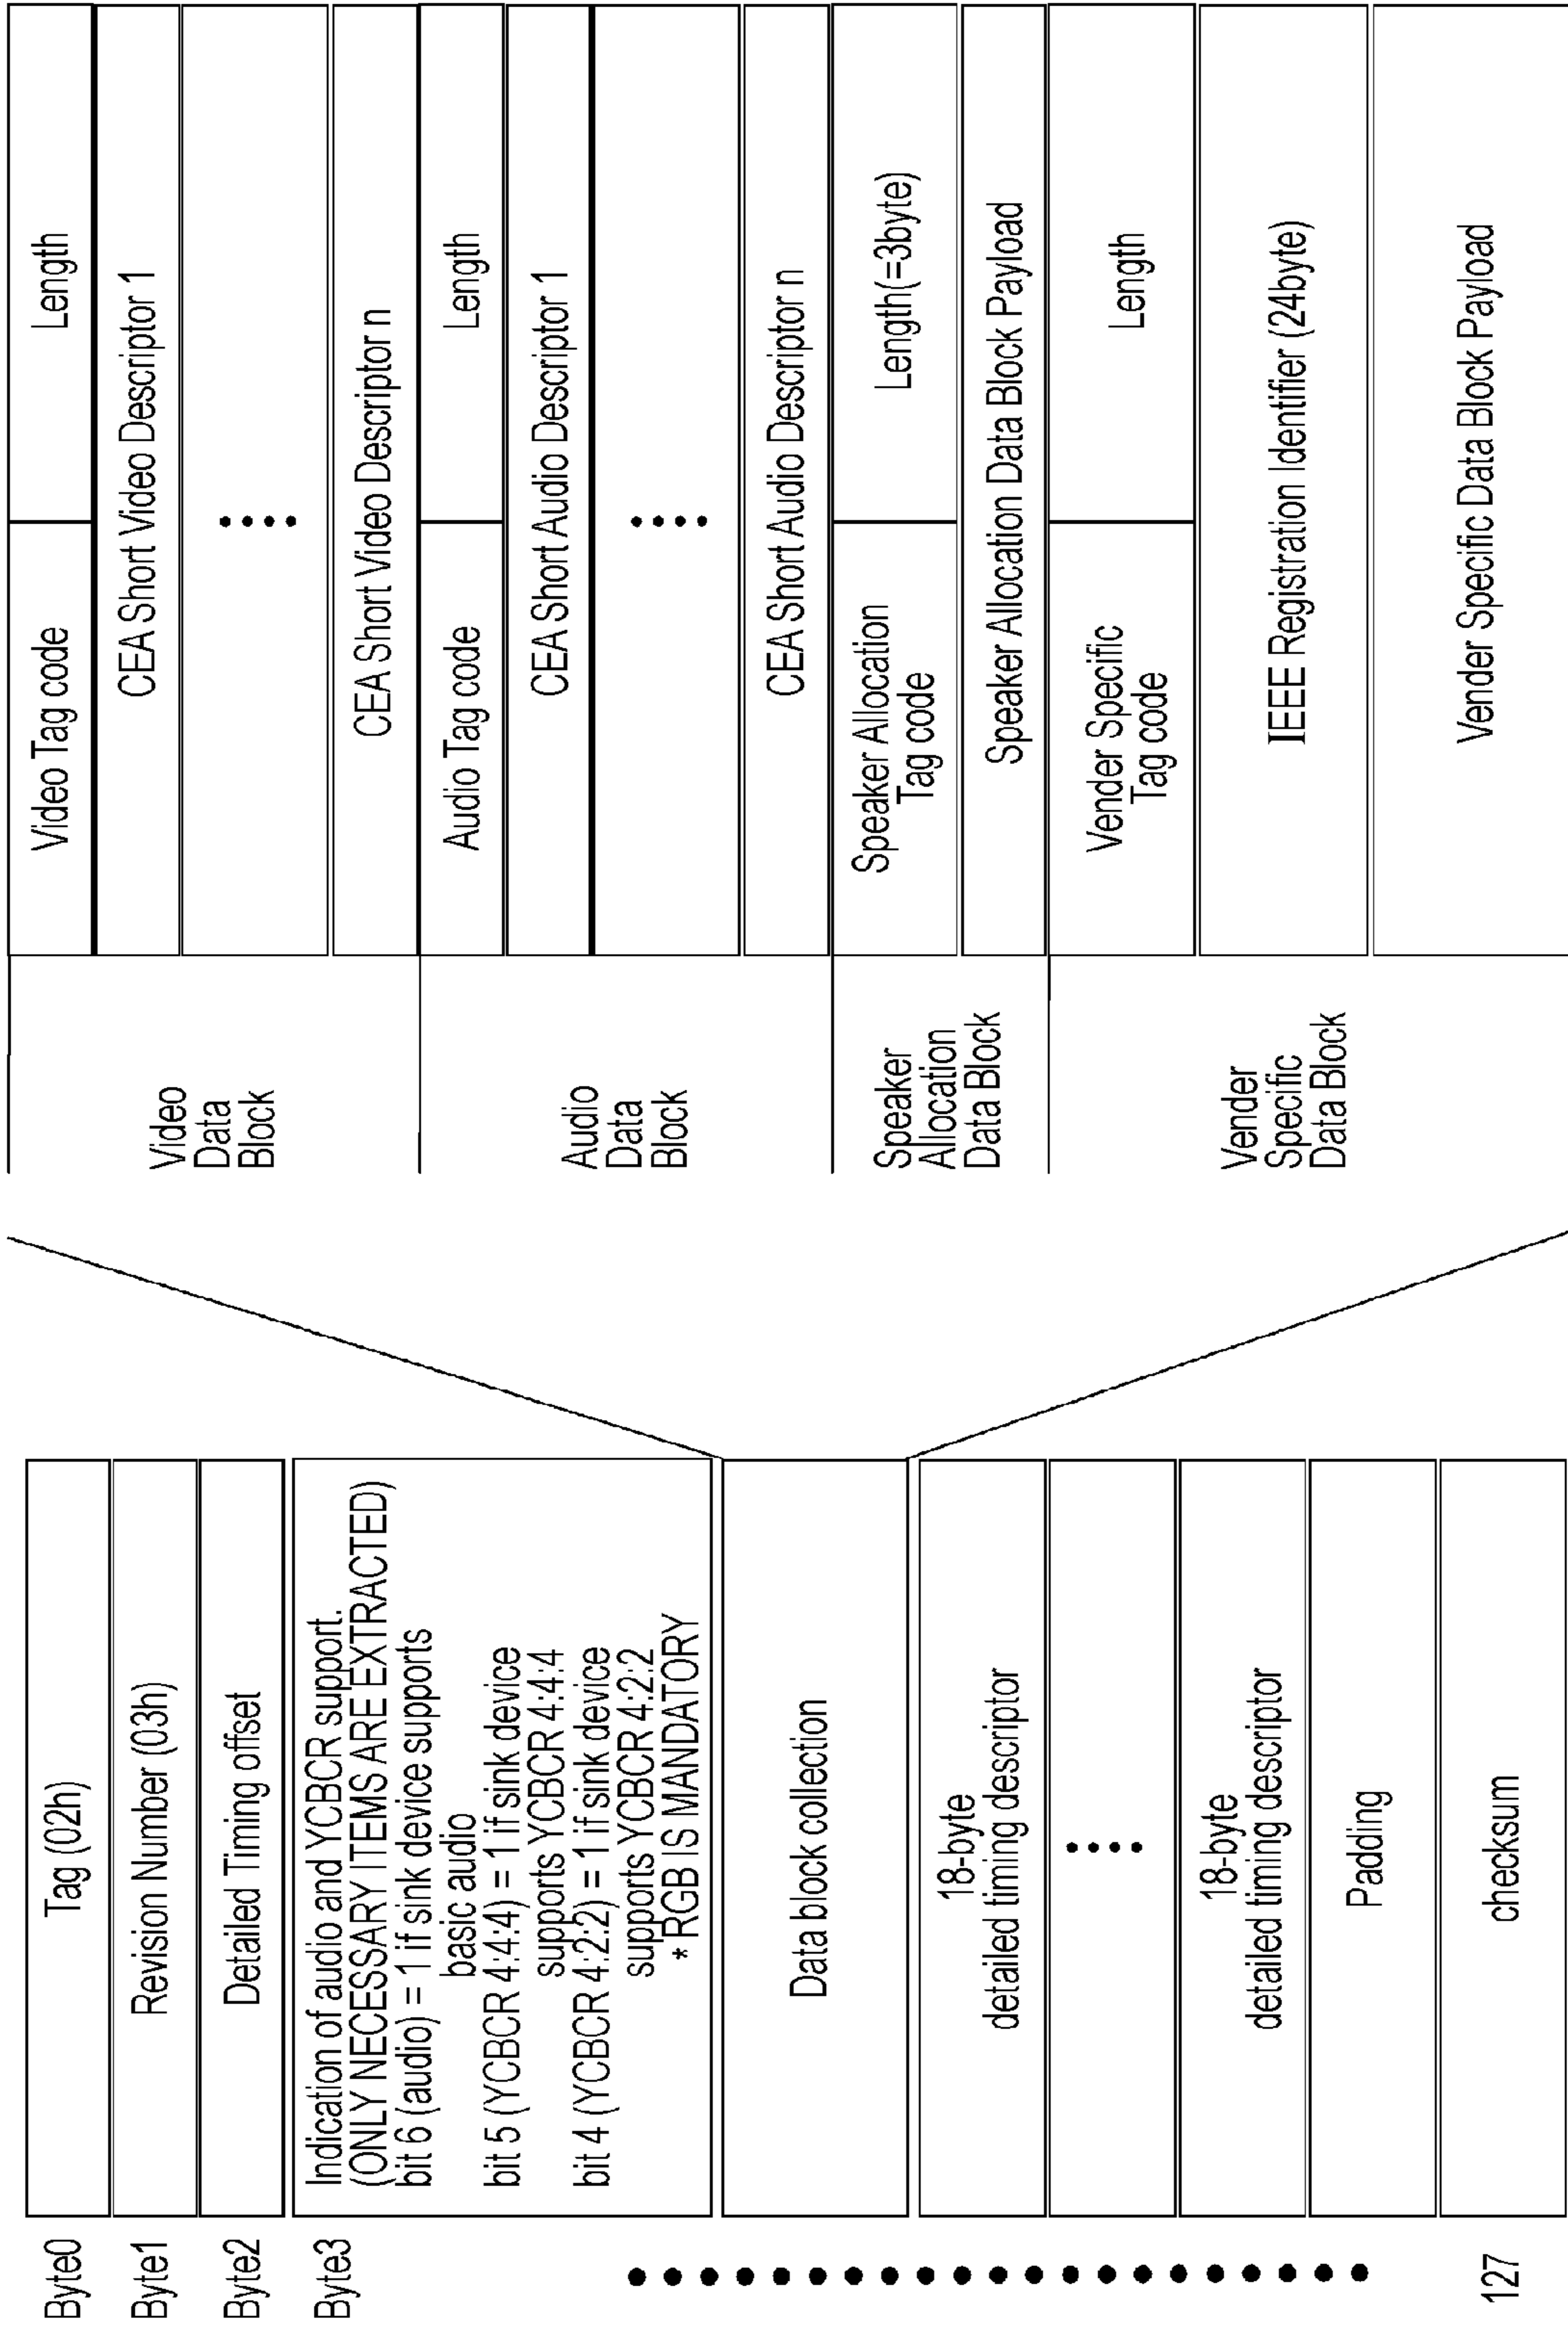 Byte0
Tag (02h)
Byte1
Revision Number (03h)
Byte2
Detailed Timing offset
Byte3
Indication of audio and YCBCR support.
(ONLY NECESSARY ITEMS ARE EXTRACTED)
bit 6 (audio) = 1 if sink device supports
basic audio
bit 5 (YCBCR 4:4:4) = 1 if sink device
supports YCBCR 4:4:4
bit 4 (YCBCR 4:2:2) = 1 if sink device
supports YCBCR 4:2:2
* RGB IS MANDATORY
Data block collection
18-byte
detailed timing descriptor
18-byte
detailed timing descriptor
Padding
127
checksum
Video
Data
Block
Video Tag code
Length
CEA Short Video Descriptor 1
CEA Short Video Descriptor n
Audio
Data
Block
Audio Tag code
Length
CEA Short Audio Descriptor 1
CEA Short Audio Descriptor n
Speaker
Allocation
Data Block
Speaker Allocation
Tag code
Length(=3byte)
Speaker Allocation Data Block Payload
Vender
Specific
Data Block
Vender Specific
Tag code
Length
IEEE Registration Identifier (24byte)
Vender Specific Data Block Payload